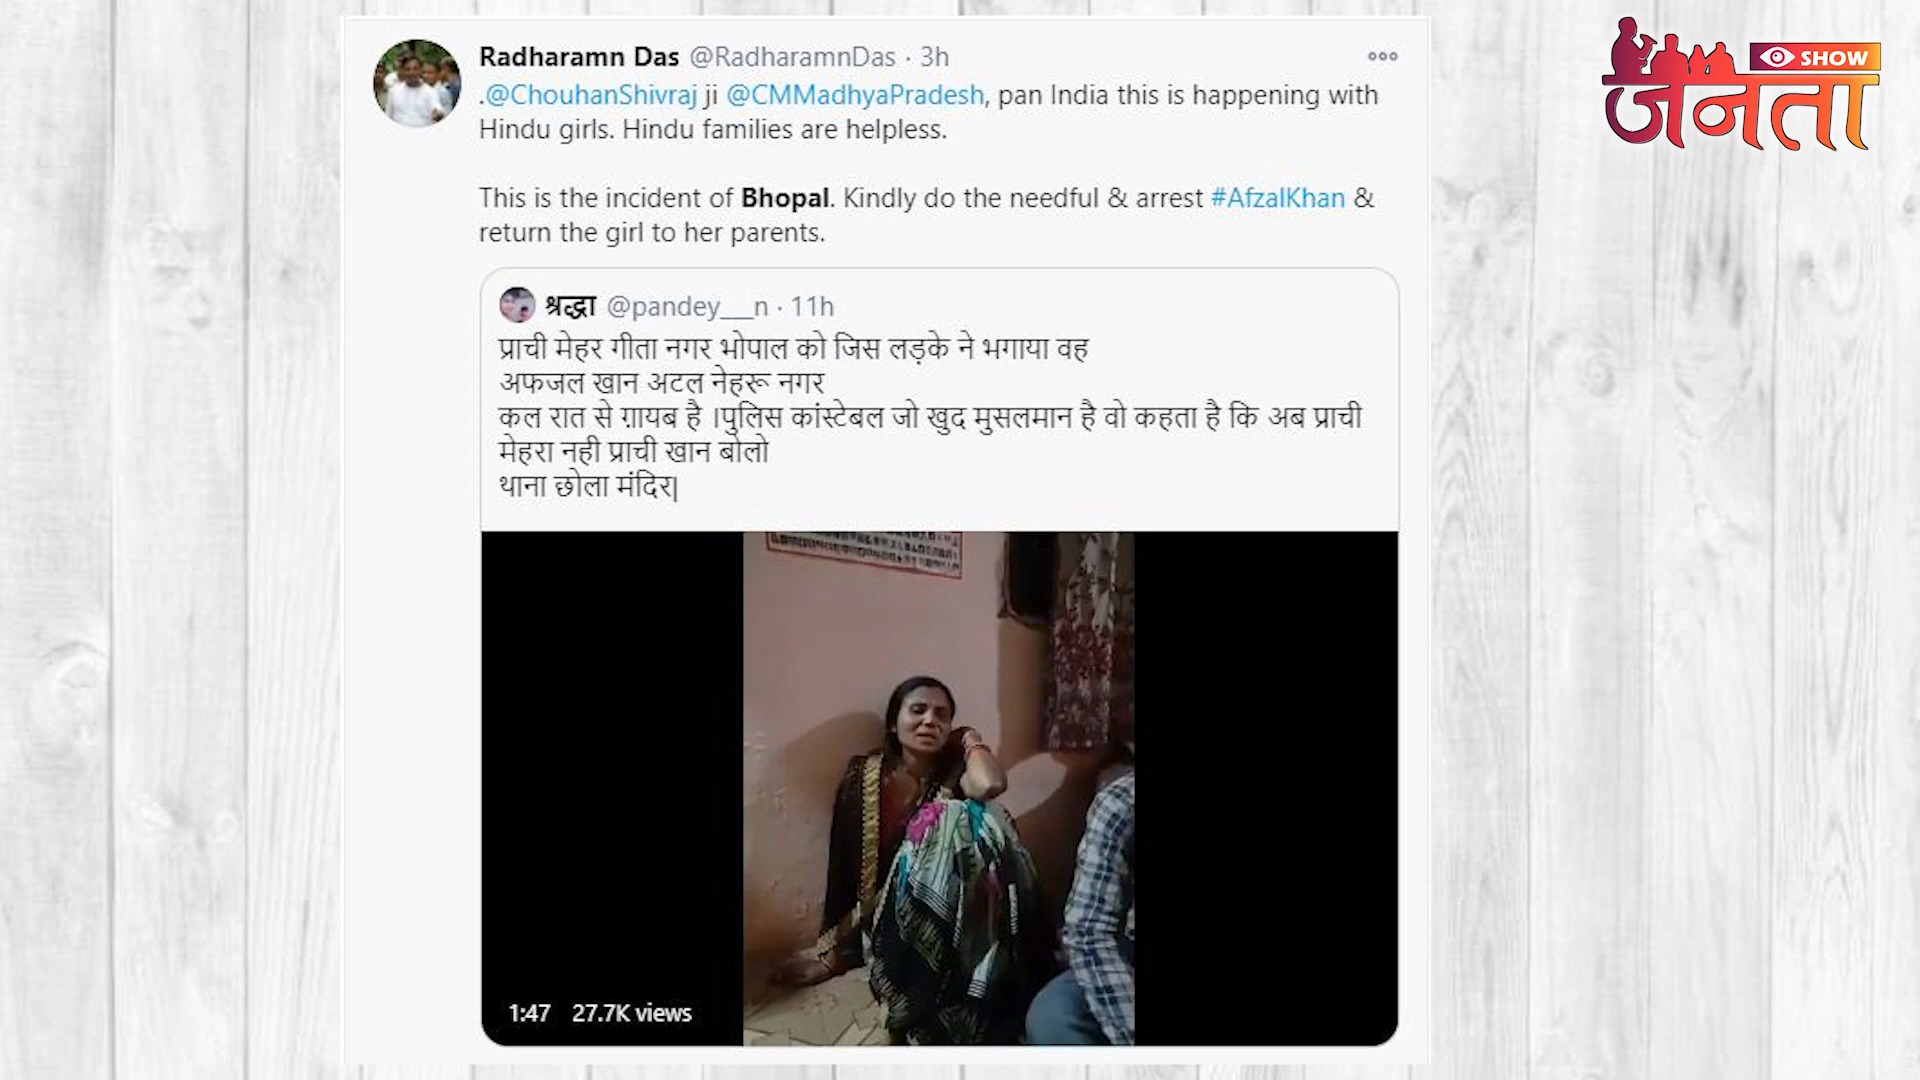 Radharamn Das @RadharamnDas · 3h
.@ChouhanShivraj ji @CMMadhyaPradesh, pan India this is happening with
Hindu girls. Hindu families are helpless.
This is the incident of Bhopal. Kindly do the needful & arrest #AfzalKhan &
return the girl to her parents.
श्रद्धा @pandey___n · 11h
प्राची मेहर गीता नगर भोपाल को जिस लड़के ने भगाया वह
अफजल खान अटल नेहरू नगर
कल रात से ग़ायब है ।पुलिस कांस्टेबल जो खुद मुसलमान है वो कहता है कि अब प्राची
मेहरा नही प्राची खान बोलो
थाना छोला मंदिर|
1:47 27.7K views
SHOW
जनता